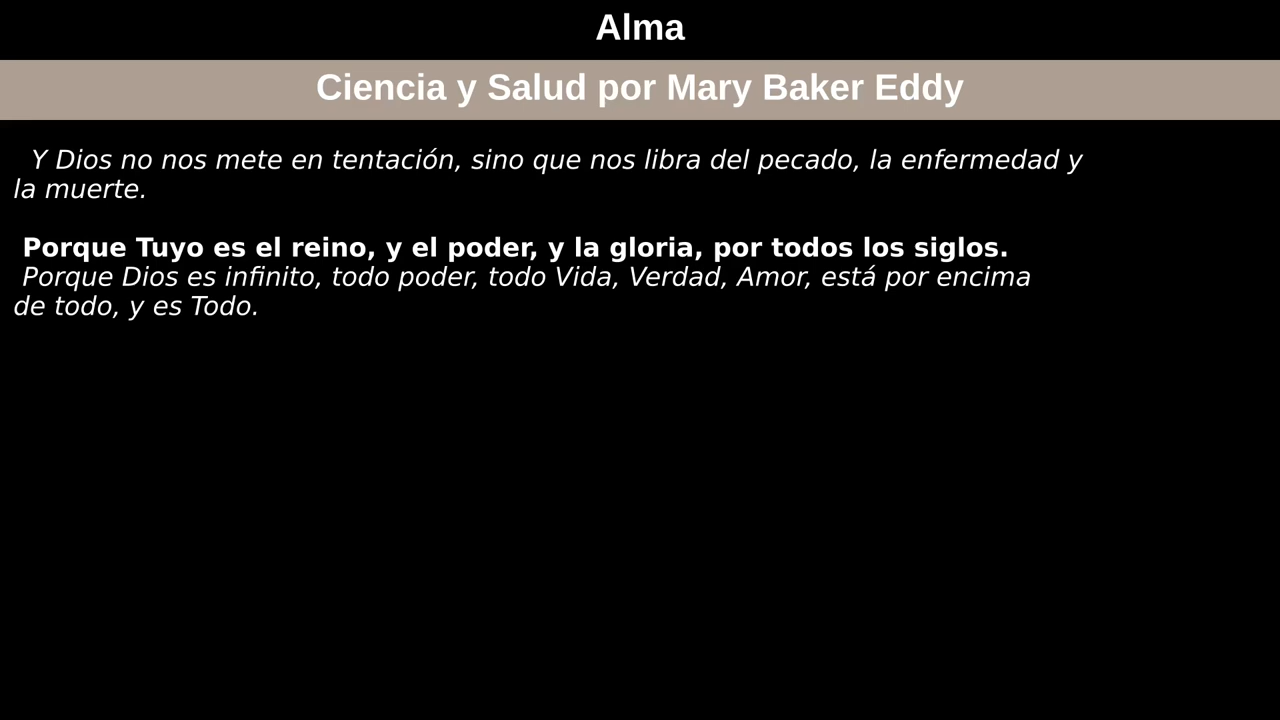 Alma
Ciencia y Salud por Mary Baker Eddy
Y Dios no nos mete en tentación, sino que nos libra del pecado, la enfermedad y
la muerte.
Porque Tuyo es el reino, y el poder, y la gloria, por todos los siglos.
Porque Dios es infinito, todo poder, todo Vida, Verdad, Amor, está por encima
de todo, y es Todo.